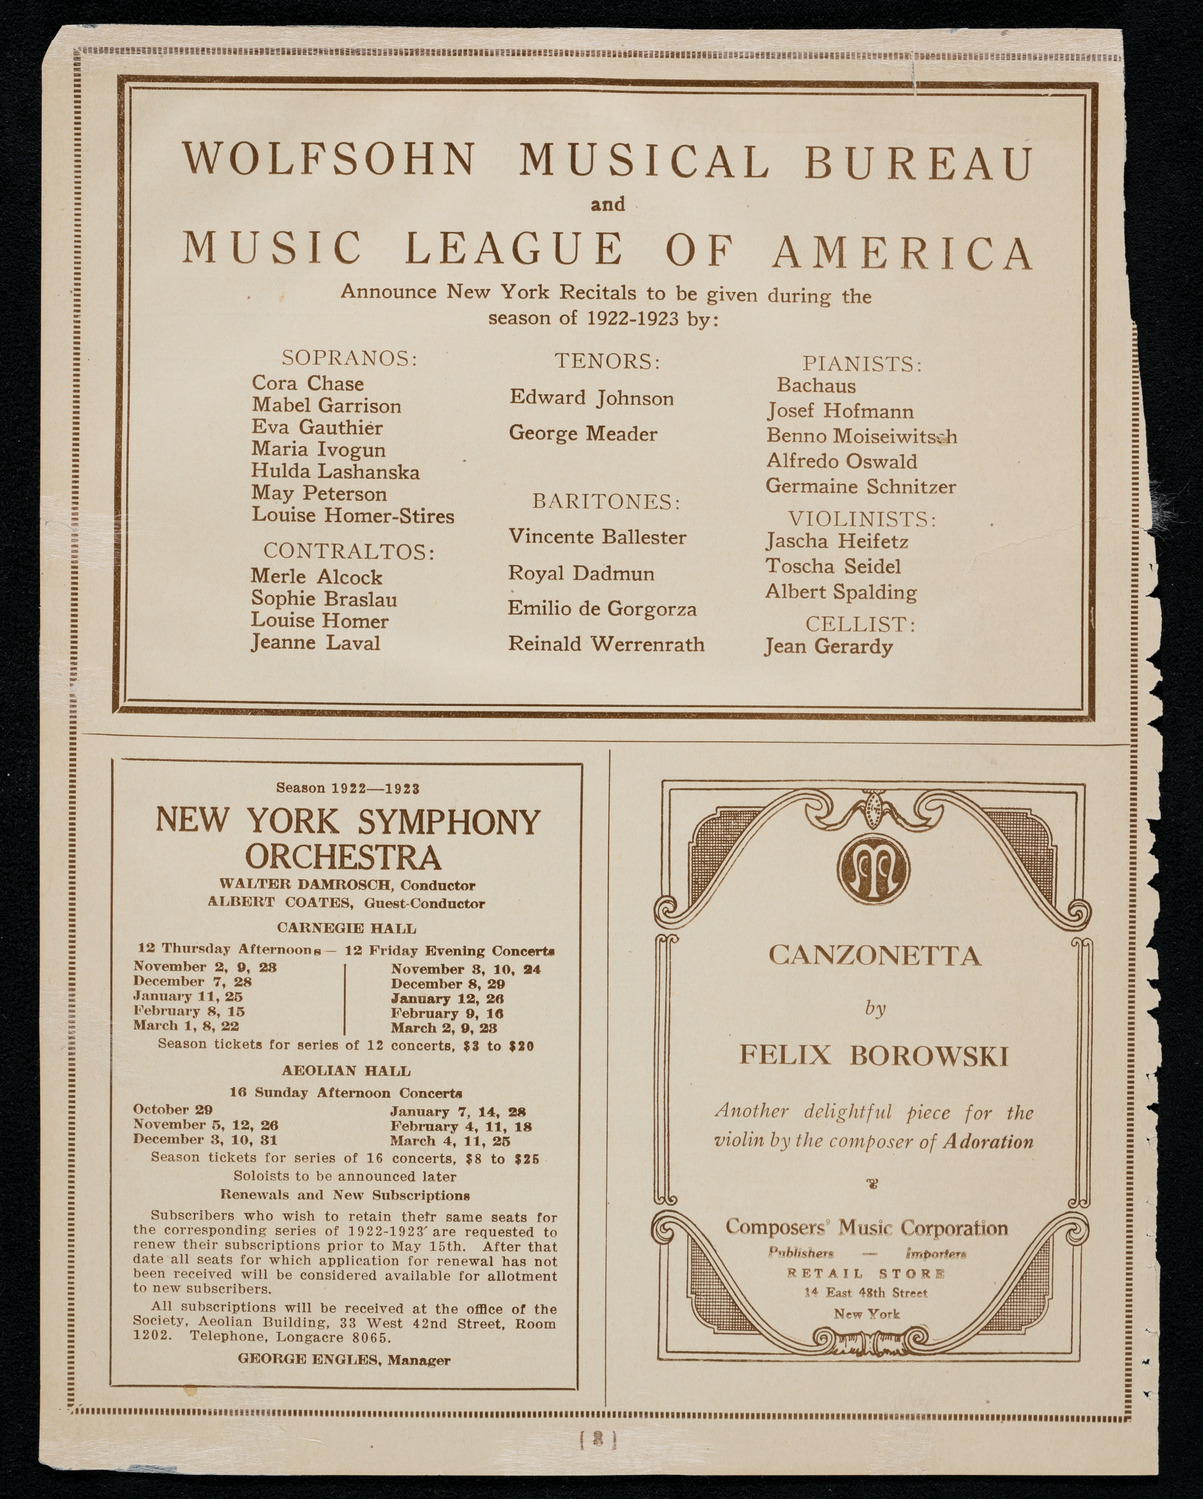 WOLFSOHN MUSICAL BUREAU
and
MUSIC LEAGUE OF AMERICA
Announce New York Recitals to be given during the
season of 1922-1923 by:
SOPRANOS:
Cora Chase
Mabel Garrison
Eva Gauthier
Maria Ivogun
Hulda Lashanska
May Peterson
Louise Homer-Stires
CONTRALTOS:
Merle Alcock
Sophie Braslau
Louise Homer
Jeanne Laval
TENORS:
Edward Johnson
George Meader
BARITONES:
Vincente Ballester
Royal Dadmun
Emilio de Gorgorza
Reinald Werrenrath
PIANISTS:
Bachaus
Josef Hofmann
Benno Moiseiwitsch
Alfredo Oswald
Germaine Schnitzer
VIOLINISTS:
Jascha Heifetz
Toscha Seidel
Albert Spalding
CELLIST:
Jean Gerardy
Season 1922—1923
NEW YORK SYMPHONY
ORCHESTRA
WALTER DAMROSCH, Conductor
ALBERT COATES, Guest-Conductor
CARNEGIE HALL
12 Thursday Afternoons — 12 Friday Evening Concerts
November 2, 9, 23
December 7, 28
January 11, 25
February 8, 15
March 1, 8, 22
November 3, 10, 24
December 8, 29
January 12, 26
February 9, 16
March 2, 9, 23
Season tickets for series of 12 concerts, $3 to $20
AEOLIAN HALL
16 Sunday Afternoon Concerts
October 29
November 5, 12, 26
December 3, 10, 31
January 7, 14, 28
February 4, 11, 18
March 4, 11, 25
Season tickets for series of 16 concerts, $8 to $25
Soloists to be announced later
Renewals and New Subscriptions
Subscribers who wish to retain their same seats for
the corresponding series of 1922-1923 are requested to
renew their subscriptions prior to May 15th. After that
date all seats for which application for renewal has not
been received will be considered available for allotment
to new subscribers.
All subscriptions will be received at the office of the
Society, Aeolian Building, 33 West 42nd Street, Room
1202. Telephone, Longacre 8065.
GEORGE ENGLES, Manager
M
CANZONETTA
by
FELIX BOROWSKI
Another delightful piece for the
violin by the composer of Adoration
Composers' Music Corporation
Publishers — Importers
RETAIL STORE
14 East 48th Street
New York
[ 2 ]